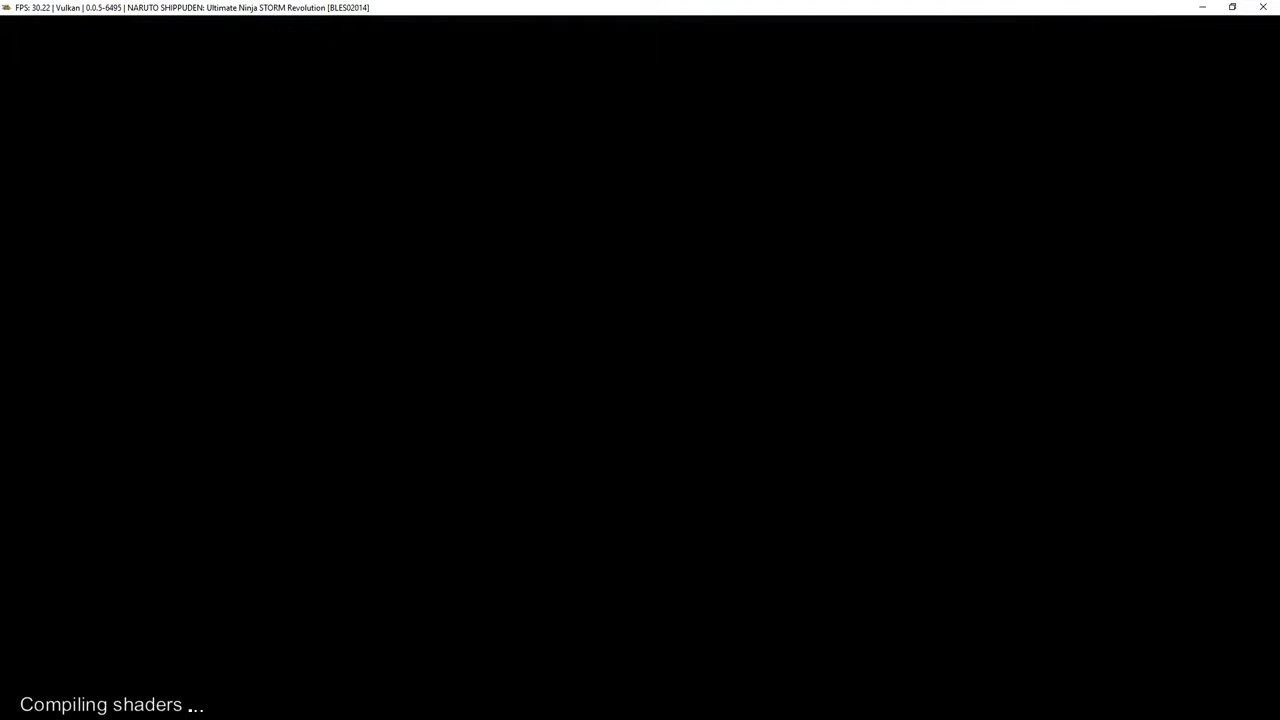 FPS: 30.22 | Vulkan | 0.0.5-6495 | NARUTO SHIPPUDEN: Ultimate Ninja STORM Revolution [BLES02014]
Compiling shaders ...